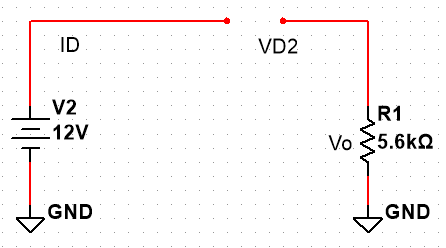 ID
VD2
V2
12V
R1
5.6kΩ
Vo
GND
GND